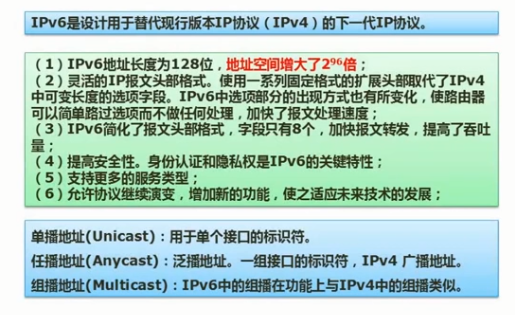 IPv6是设计用于替代现行版本IP协议（IPv4）的下一代IP协议。
（1）IPv6地址长度为128位，地址空间增大了2⁹⁶倍；
（2）灵活的IP报文头部格式。使用一系列固定格式的扩展头部取代了IPv4
中可变长度的选项字段。IPv6中选项部分的出现方式也有所变化，使路由器
可以简单路过选项而不做任何处理，加快了报文处理速度；
（3）IPv6简化了报文头部格式，字段只有8个，加快报文转发，提高了吞吐
量；
（4）提高安全性。身份认证和隐私权是IPv6的关键特性；
（5）支持更多的服务类型；
（6）允许协议继续演变，增加新的功能，使之适应未来技术的发展；
单播地址(Unicast)：用于单个接口的标识符。
任播地址(Anycast)：泛播地址。一组接口的标识符，IPv4 广播地址。
组播地址(Multicast)：IPv6中的组播在功能上与IPv4中的组播类似。